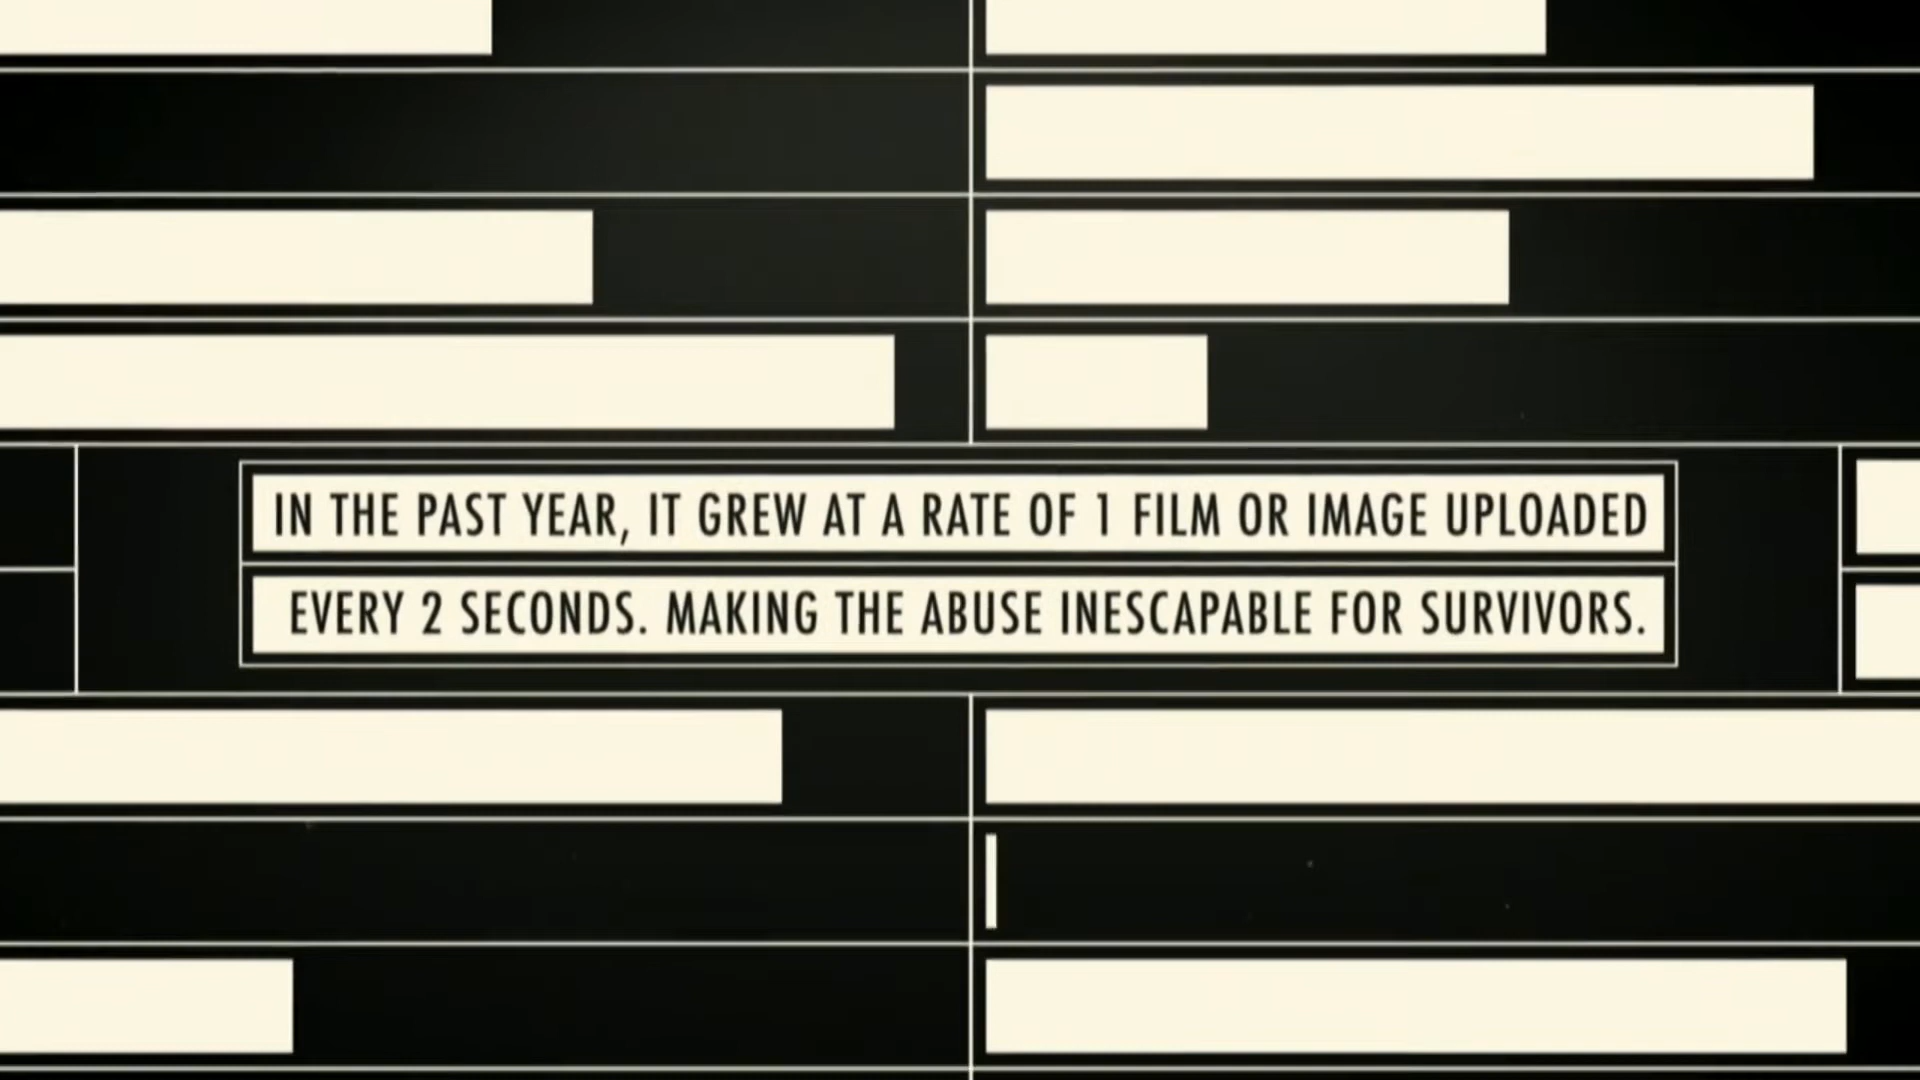 IN THE PAST YEAR, IT GREW AT A RATE OF 1 FILM OR IMAGE UPLOADED
EVERY 2 SECONDS. MAKING THE ABUSE INESCAPABLE FOR SURVIVORS.